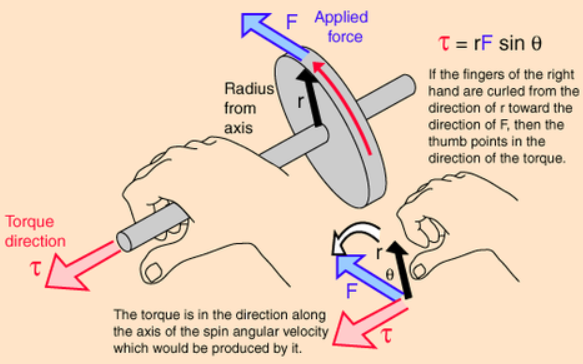 F
Applied
force
τ = rF sin θ
If the fingers of the right
hand are curled from the
direction of r toward the
direction of F, then the
thumb points in the
direction of the torque.
Radius
from
axis
r
Torque
direction
τ
r
θ
F
τ
The torque is in the direction along
the axis of the spin angular velocity
which would be produced by it.